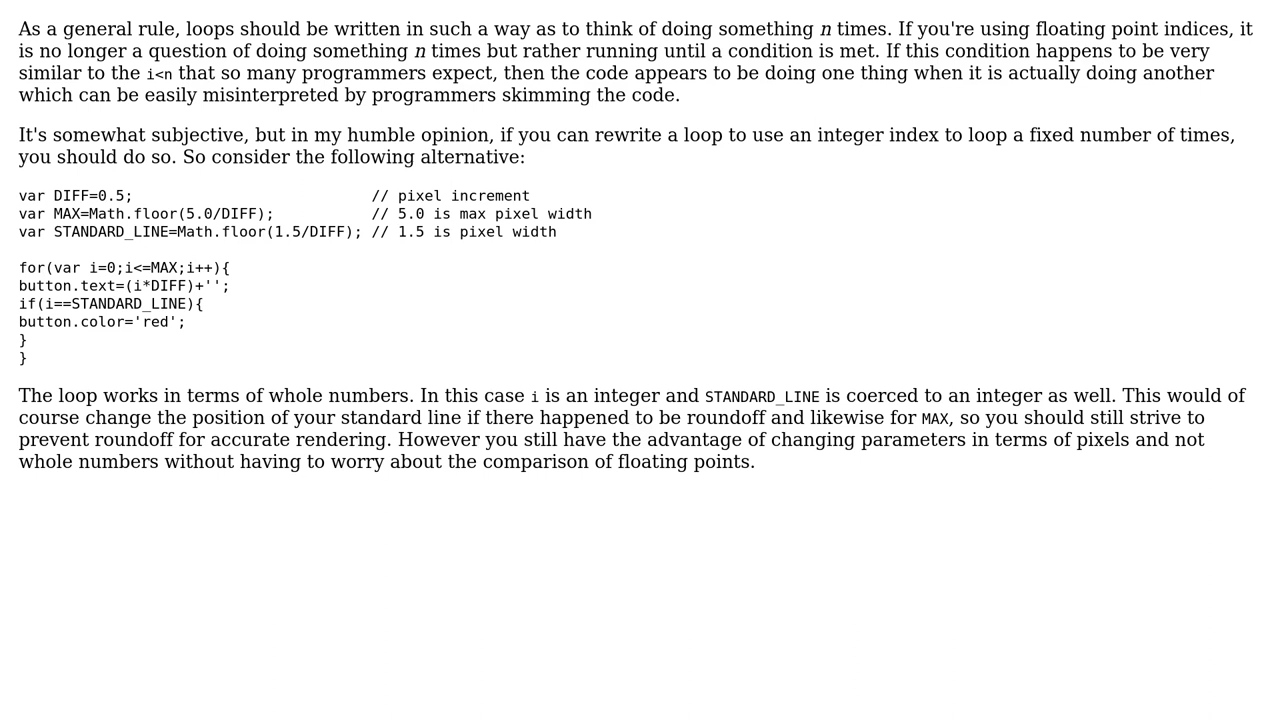 As a general rule, loops should be written in such a way as to think of doing something n times. If you're using floating point indices, it
is no longer a question of doing something n times but rather running until a condition is met. If this condition happens to be very
similar to the i<n that so many programmers expect, then the code appears to be doing one thing when it is actually doing another
which can be easily misinterpreted by programmers skimming the code.
It's somewhat subjective, but in my humble opinion, if you can rewrite a loop to use an integer index to loop a fixed number of times,
you should do so. So consider the following alternative:
var DIFF=0.5;                           // pixel increment
var MAX=Math.floor(5.0/DIFF);           // 5.0 is max pixel width
var STANDARD_LINE=Math.floor(1.5/DIFF); // 1.5 is pixel width
for(var i=0;i<=MAX;i++){
button.text=(i*DIFF)+'';
if(i==STANDARD_LINE){
button.color='red';
}
}
The loop works in terms of whole numbers. In this case i is an integer and STANDARD_LINE is coerced to an integer as well. This would of
course change the position of your standard line if there happened to be roundoff and likewise for MAX, so you should still strive to
prevent roundoff for accurate rendering. However you still have the advantage of changing parameters in terms of pixels and not
whole numbers without having to worry about the comparison of floating points.